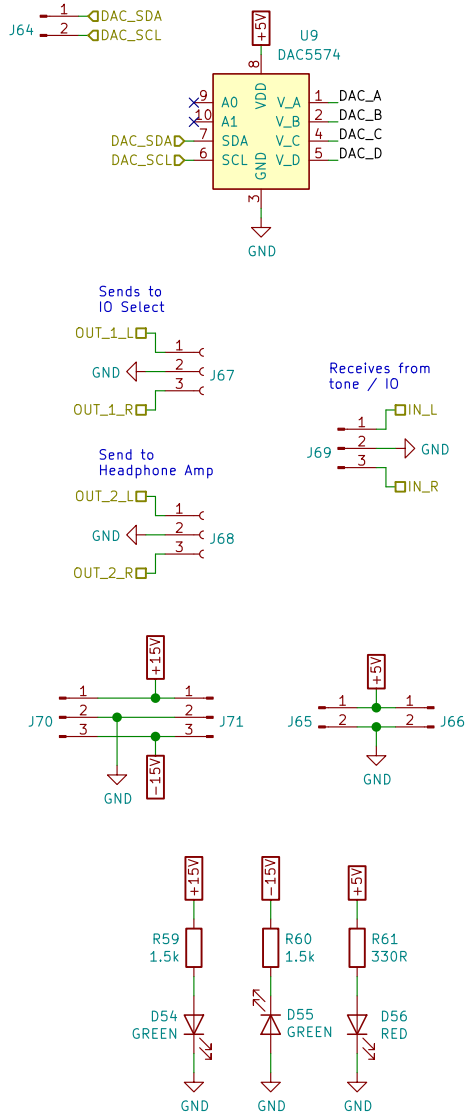 J64
1
DAC_SDA
2
DAC_SCL
+5V
U9
DAC5574
8
VDD
9
A0
V_A
1
DAC_A
10
A1
V_B
2
DAC_B
DAC_SDA
7
SDA
V_C
4
DAC_C
DAC_SCL
6
SCL
V_D
5
DAC_D
GND
3
GND
Sends to
IO Select
OUT_1_L
1
GND
2
J67
3
OUT_1_R
Receives from
tone / IO
IN_L
1
J69
2
GND
3
IN_R
Send to
Headphone Amp
OUT_2_L
1
GND
2
J68
3
OUT_2_R
+15V
1
1
J70
2
2
J71
3
3
-15V
GND
+5V
1
1
J65
2
2
J66
GND
+15V
-15V
+5V
R59
1.5k
R60
1.5k
R61
330R
D54
GREEN
D55
GREEN
D56
RED
GND
GND
GND